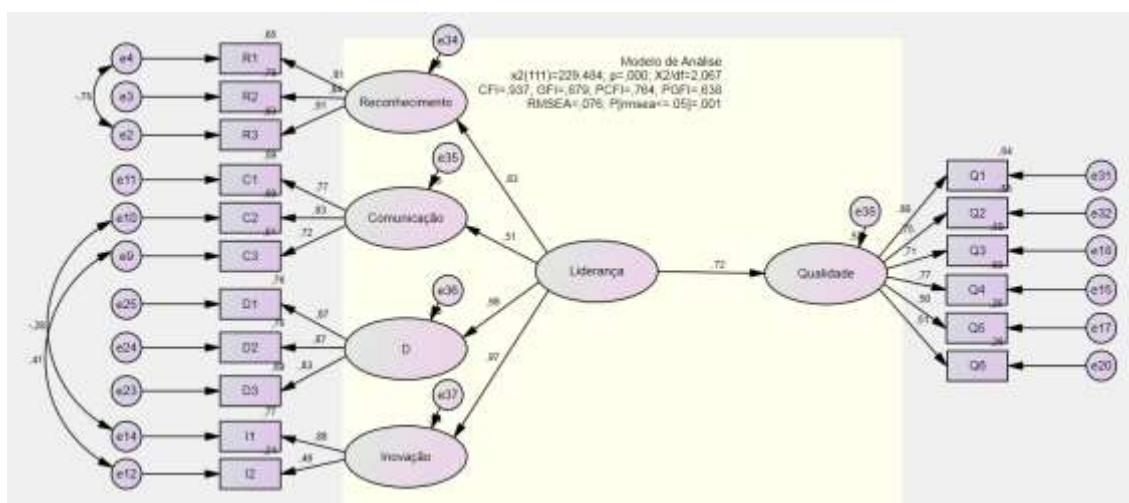 e34
Modelo de Análise
x2(111)=229,484; p=,000; X2/df=2,067
CFI=,937, GFI=,879, PCFI=,764, PGFI=,638
RMSEA=,076; P[rmsea<=.05]=,001
e4 R1 ,81
e3 R2 Reconhecimento
e2 R3 ,91
-,75
,83
e35
e11 C1 ,77
e10 C2 ,83 Comunicação
e9 C3 ,72
,51
Q1 e31
Q2 e32
Q3 ,71 e18
Q4 ,77 e15
Q5 e17
Q6 e20
Liderança ,72 Qualidade
e36
e25 D1 ,87
e24 D2 ,87 D
e23 D3 ,83
,97
,41
e37
,77
e14 I1 ,88
e12 I2 ,49 Inovação